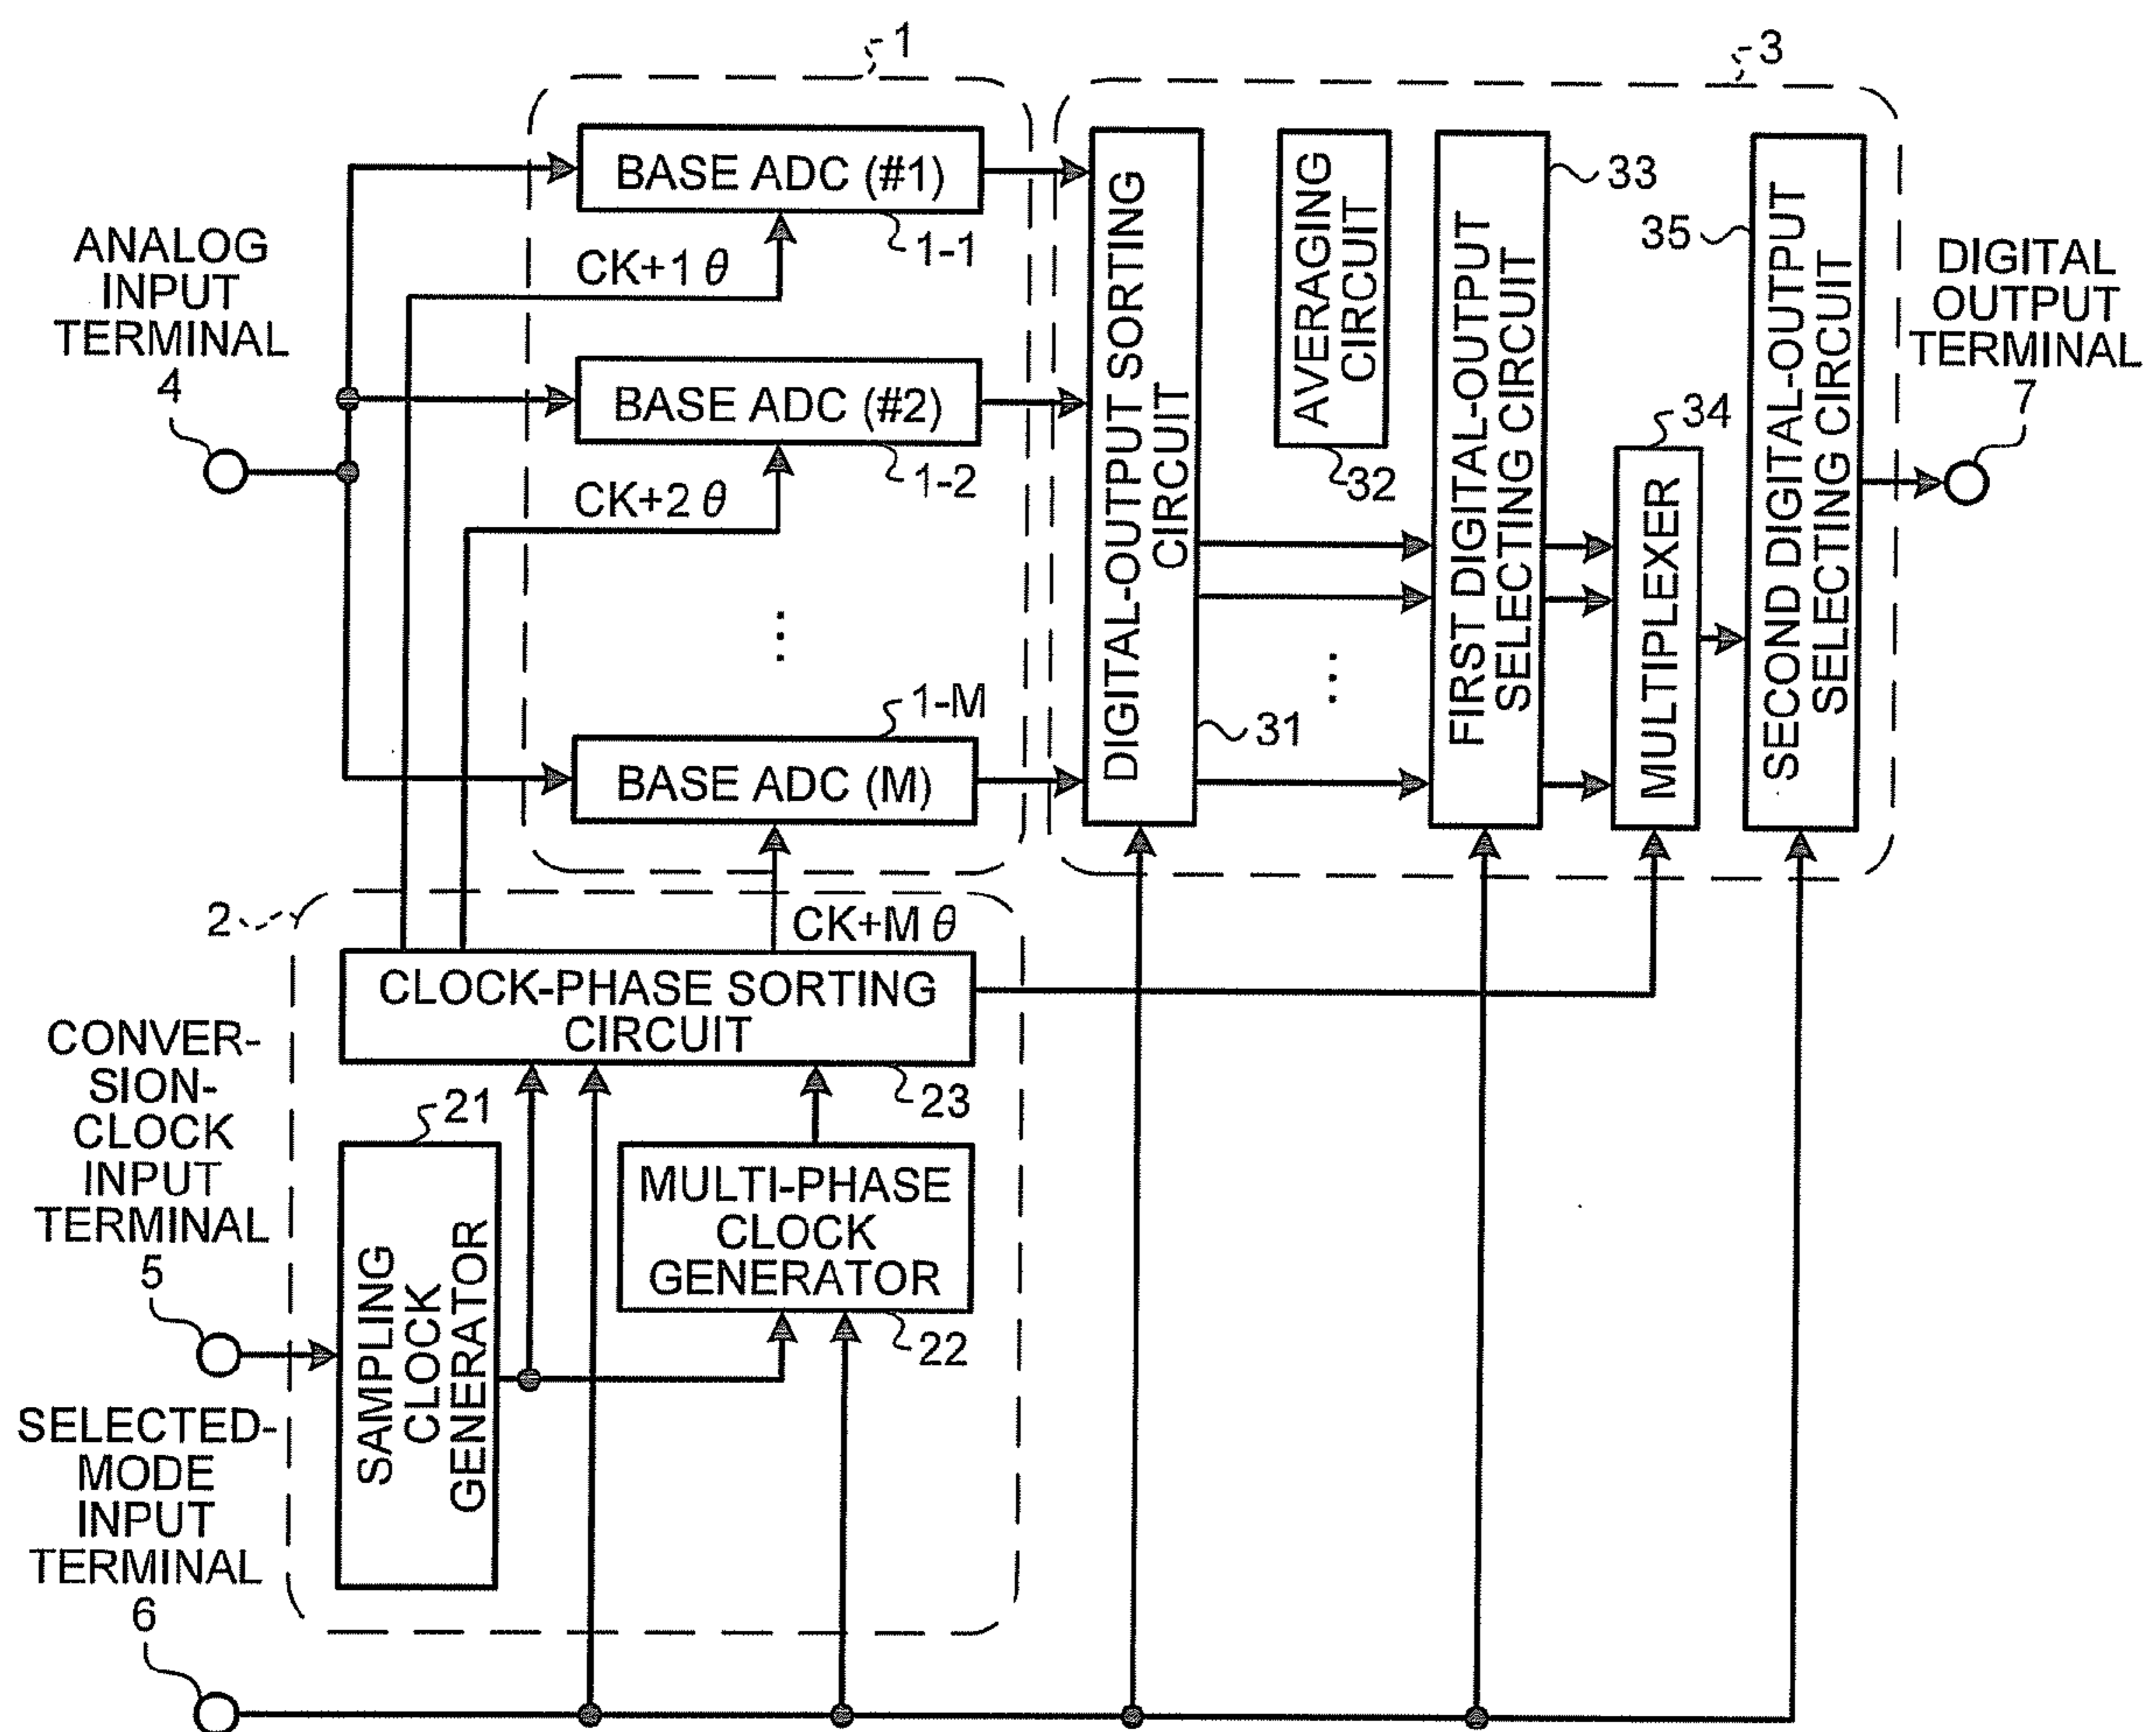 1
3
BASE ADC (#1)
1-1
CK+1 θ
ANALOG
INPUT
TERMINAL
4
BASE ADC (#2)
1-2
CK+2 θ
⋮
1-M
BASE ADC (M)
DIGITAL-OUTPUT SORTING
CIRCUIT
31
AVERAGING
CIRCUIT
32
⋮
FIRST DIGITAL-OUTPUT
SELECTING CIRCUIT
33
34
MULTIPLEXER
35
SECOND DIGITAL-OUTPUT
SELECTING CIRCUIT
DIGITAL
OUTPUT
TERMINAL
7
2
CK+M θ
CLOCK-PHASE SORTING
CIRCUIT
23
CONVER-
SION-
CLOCK
INPUT
TERMINAL
5
21
SAMPLING
CLOCK
GENERATOR
MULTI-PHASE
CLOCK
GENERATOR
22
SELECTED-
MODE
INPUT
TERMINAL
6